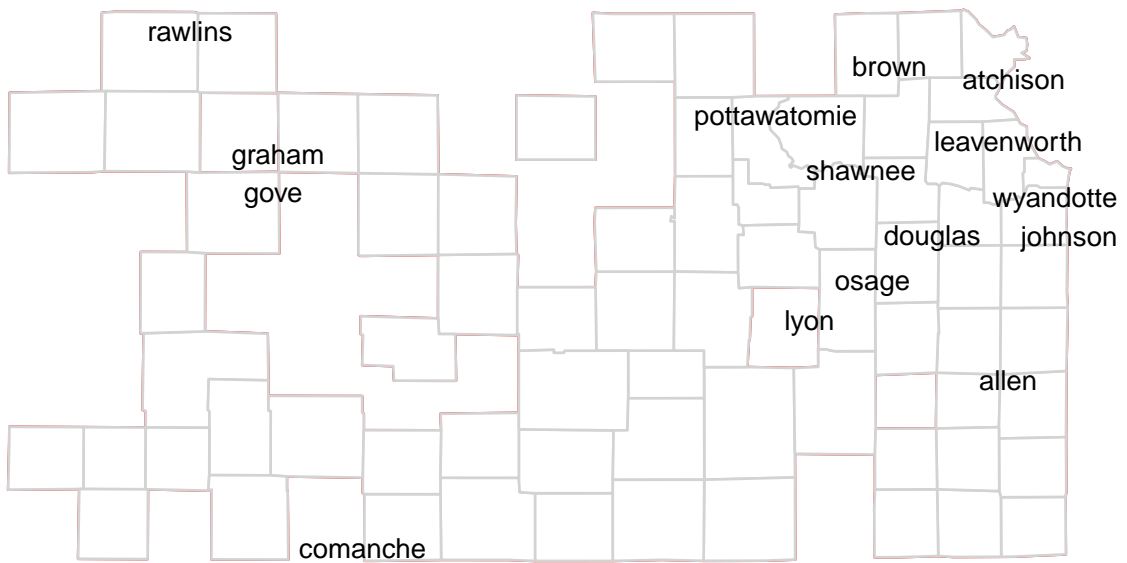 rawlins
brown
atchison
pottawatomie
leavenworth
graham
shawnee
gove
wyandotte
douglas
johnson
osage
lyon
allen
comanche